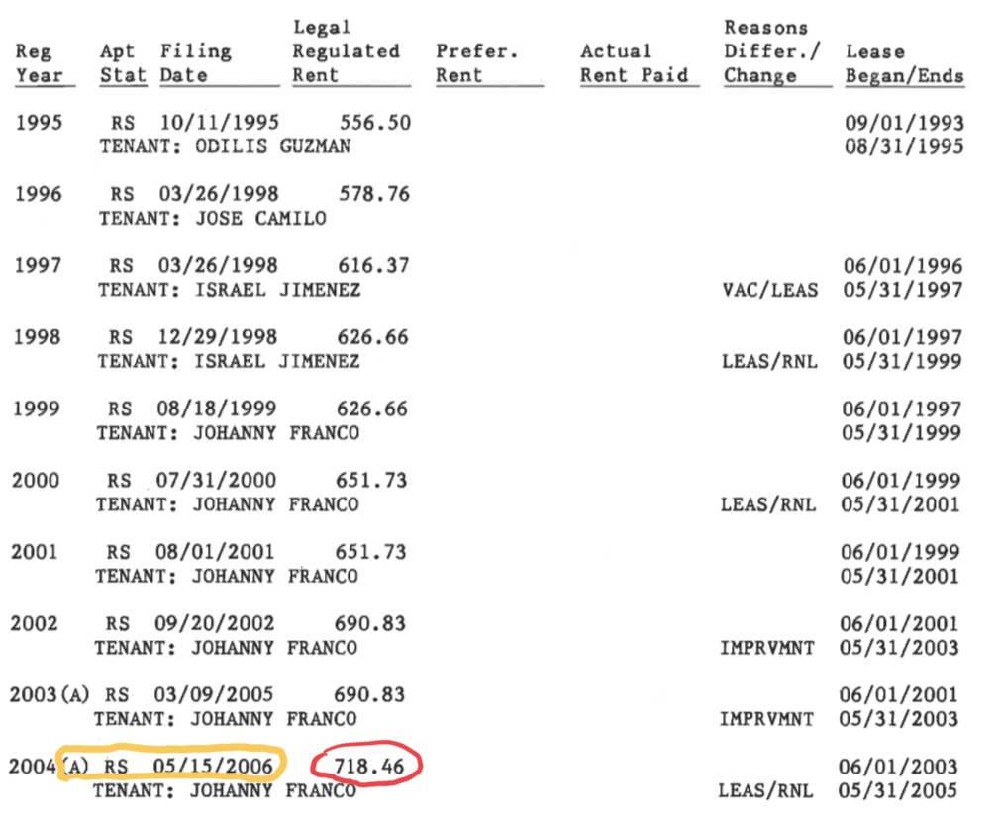 Legal Reasons
Reg Apt Filing Regulated Prefer. Actual Differ./ Lease
Year Stat Date Rent Rent Rent Paid Change Began/Ends
1995 RS 10/11/1995 556.50 09/01/1993
TENANT: ODILIS GUZMAN 08/31/1995
1996 RS 03/26/1998 578.76
TENANT: JOSE CAMILO
1997 RS 03/26/1998 616.37 06/01/1996
TENANT: ISRAEL JIMENEZ VAC/LEAS 05/31/1997
1998 RS 12/29/1998 626.66 06/01/1997
TENANT: ISRAEL JIMENEZ LEAS/RNL 05/31/1999
1999 RS 08/18/1999 626.66 06/01/1997
TENANT: JOHANNY FRANCO 05/31/1999
2000 RS 07/31/2000 651.73 06/01/1999
TENANT: JOHANNY FRANCO LEAS/RNL 05/31/2001
2001 RS 08/01/2001 651.73 06/01/1999
TENANT: JOHANNY FRANCO 05/31/2001
2002 RS 09/20/2002 690.83 06/01/2001
TENANT: JOHANNY FRANCO IMPRVMNT 05/31/2003
2003(A) RS 03/09/2005 690.83 06/01/2001
TENANT: JOHANNY FRANCO IMPRVMNT 05/31/2003
2004(A) RS 05/15/2006 718.46 06/01/2003
TENANT: JOHANNY FRANCO LEAS/RNL 05/31/2005